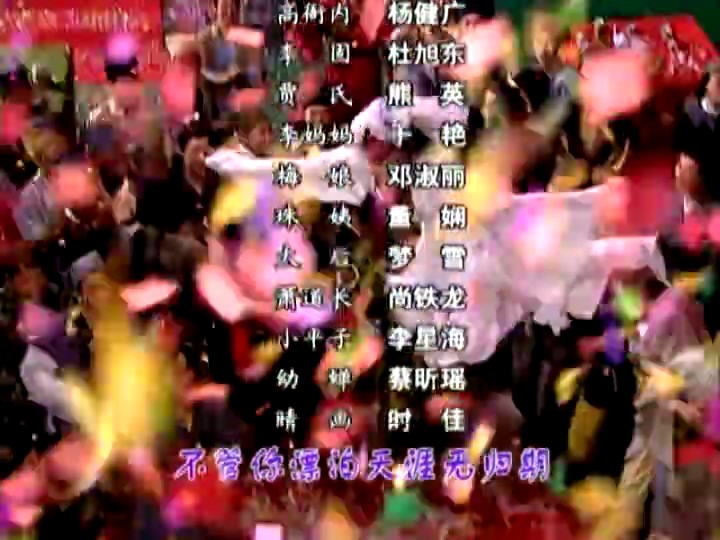 高衙内 杨健广
李固 杜旭东
贾氏 熊英
李妈妈 于艳
梅娘 邓淑丽
珠姨 董娴
太后 梦雪
萧道长 尚铁龙
小平子 李星海
幼婵 蔡昕瑶
晴画 时佳
不管你漂泊天涯无归期